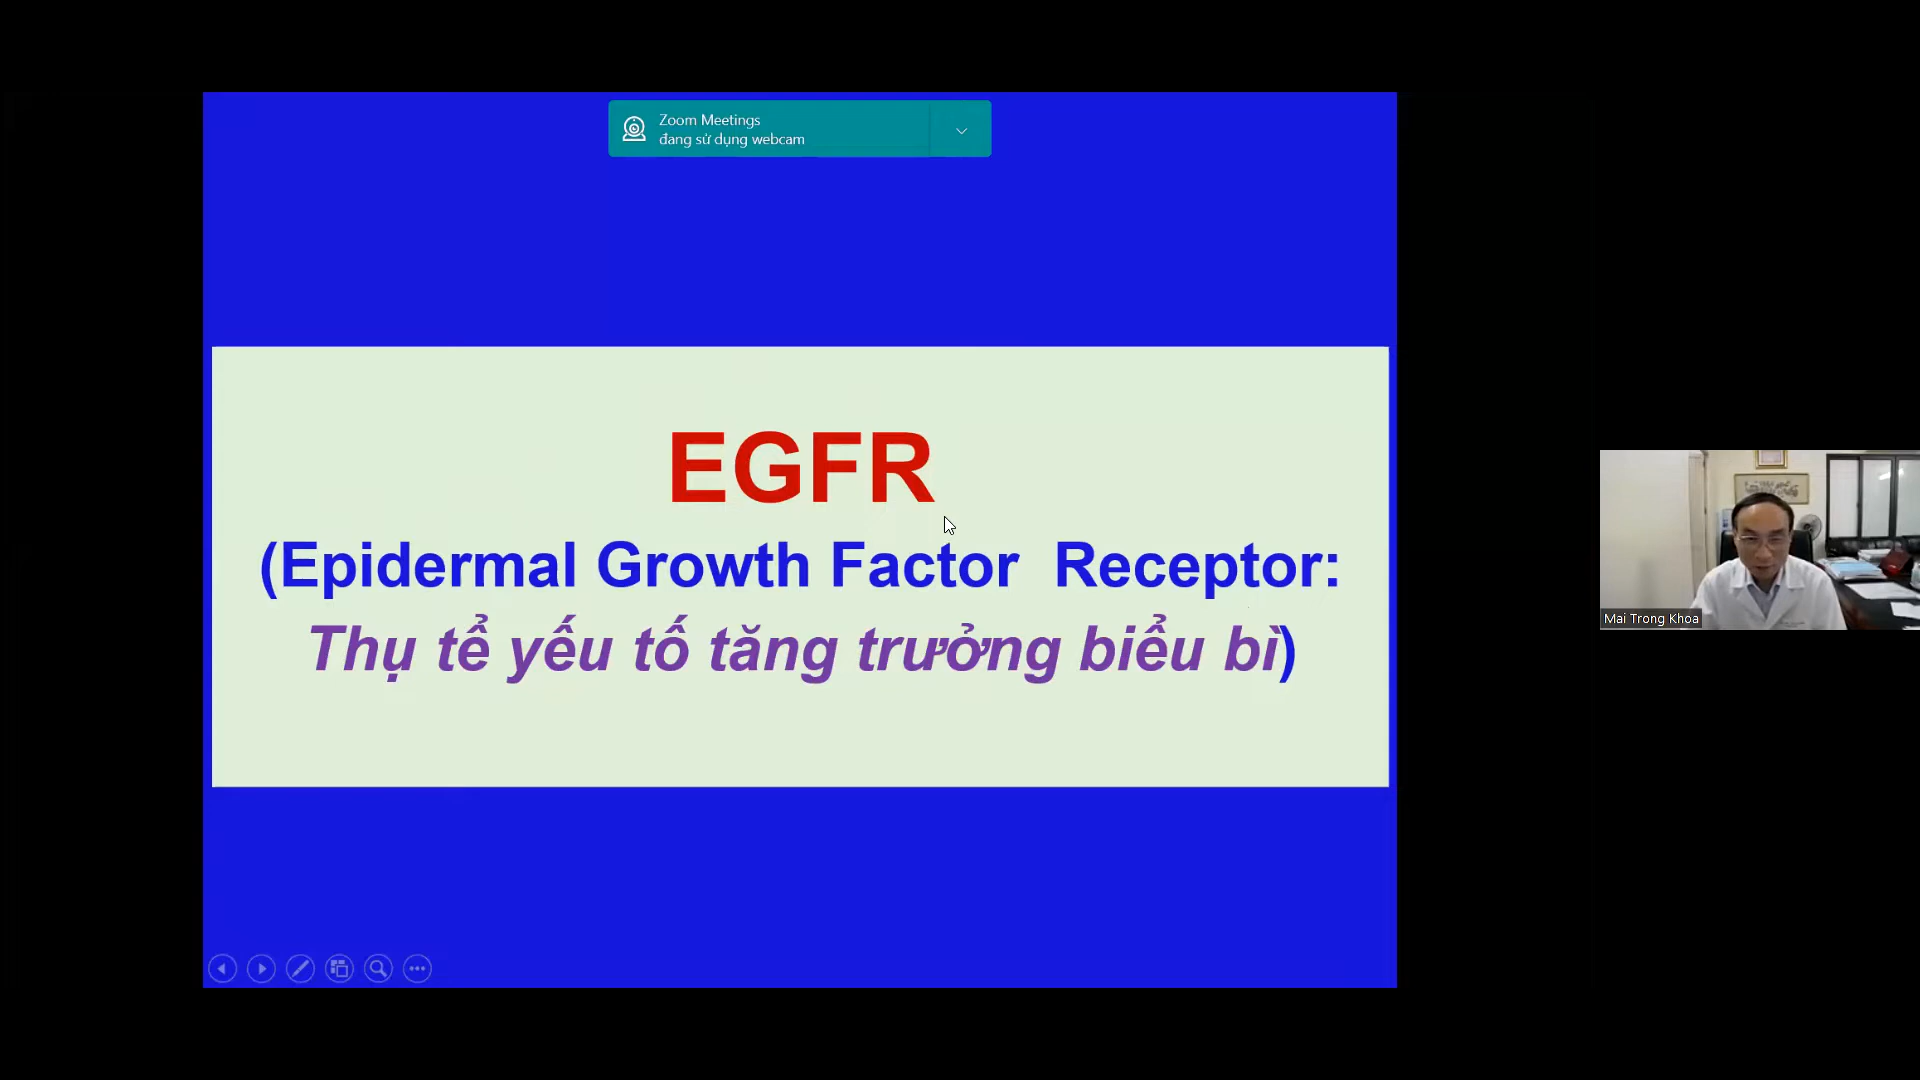 Zoom Meetings
đang sử dụng webcam
EGFR
(Epidermal Growth Factor Receptor:
Thụ tể yếu tố tăng trưởng biểu bì)
Mai Trong Khoa